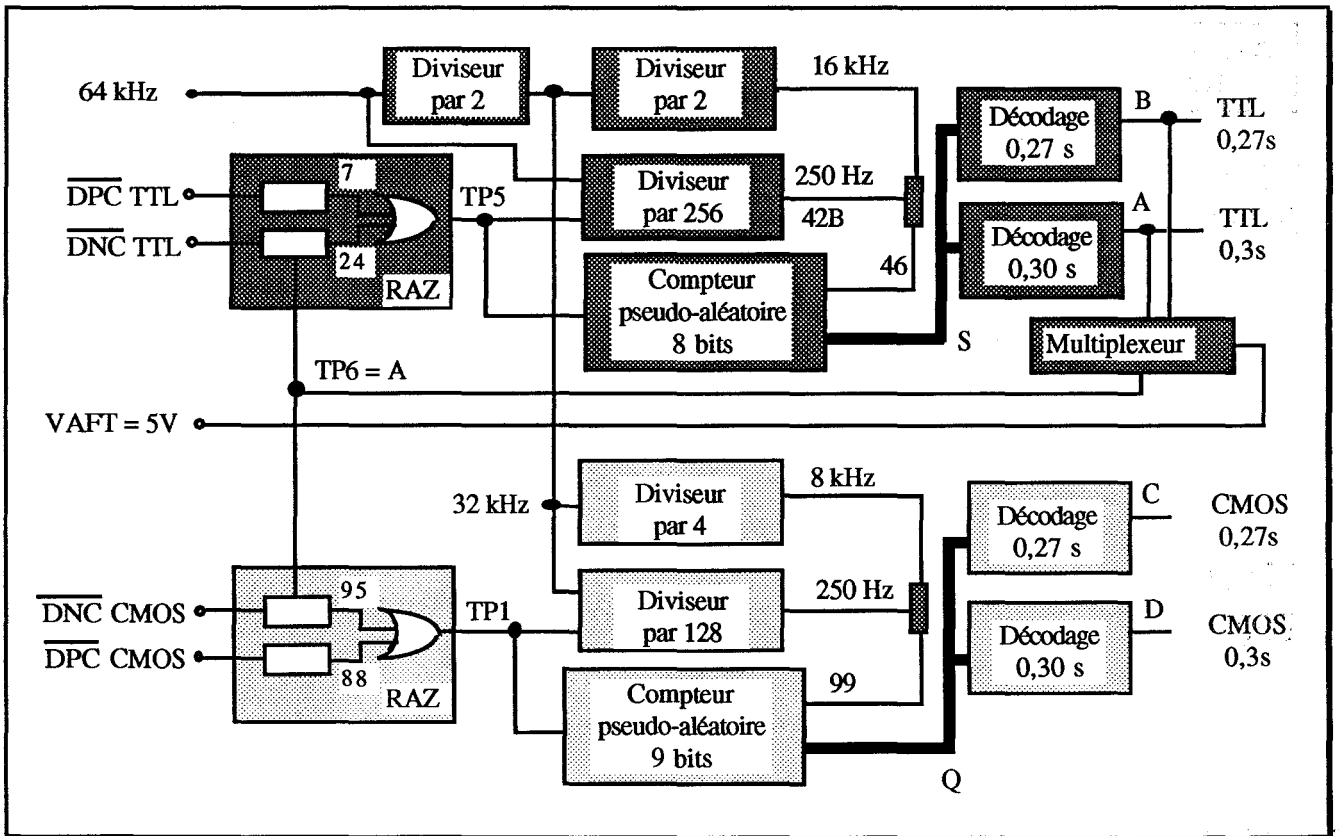 64 kHz
Diviseur
par 2
Diviseur
par 2
16 kHz
Décodage
0,27 s
B
TTL
0,27s
D̅P̅C̅ TTL
D̅N̅C̅ TTL
7
24
RAZ
TP5
Diviseur
par 256
250 Hz
42B
Décodage
0,30 s
A
TTL
0,3s
Compteur
pseudo-aléatoire
8 bits
46
S
Multiplexeur
TP6 = A
VAFT = 5V
32 kHz
Diviseur
par 4
8 kHz
Décodage
0,27 s
C
CMOS
0,27s
D̅N̅C̅ CMOS
D̅P̅C̅ CMOS
95
88
RAZ
TP1
Diviseur
par 128
250 Hz
Décodage
0,30 s
D
CMOS
0,3s
Compteur
pseudo-aléatoire
9 bits
99
Q